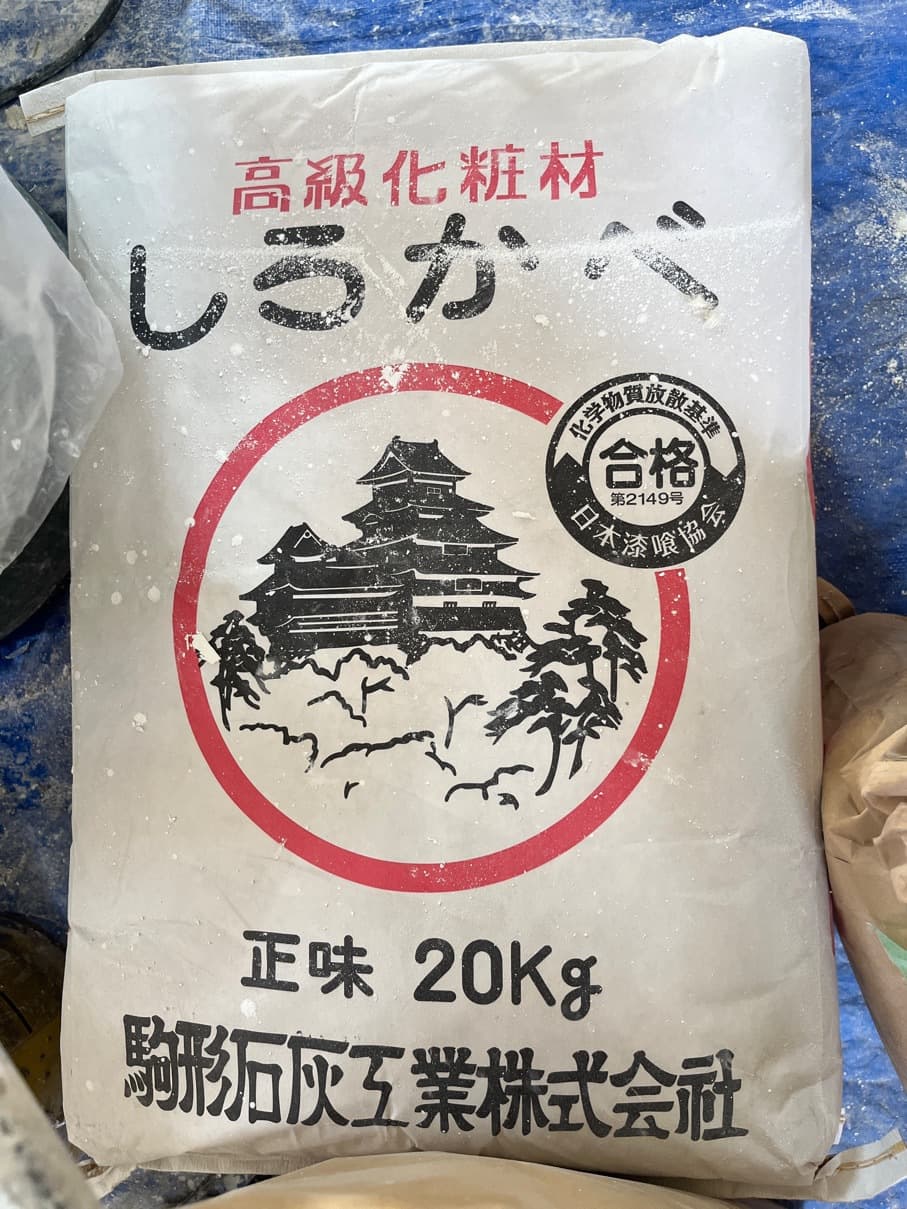 高級化粧材
しらかべ
化学物質放散基準
合格
第2149号
日本漆喰協会
正味 20Kg
駒形石灰工業株式会社